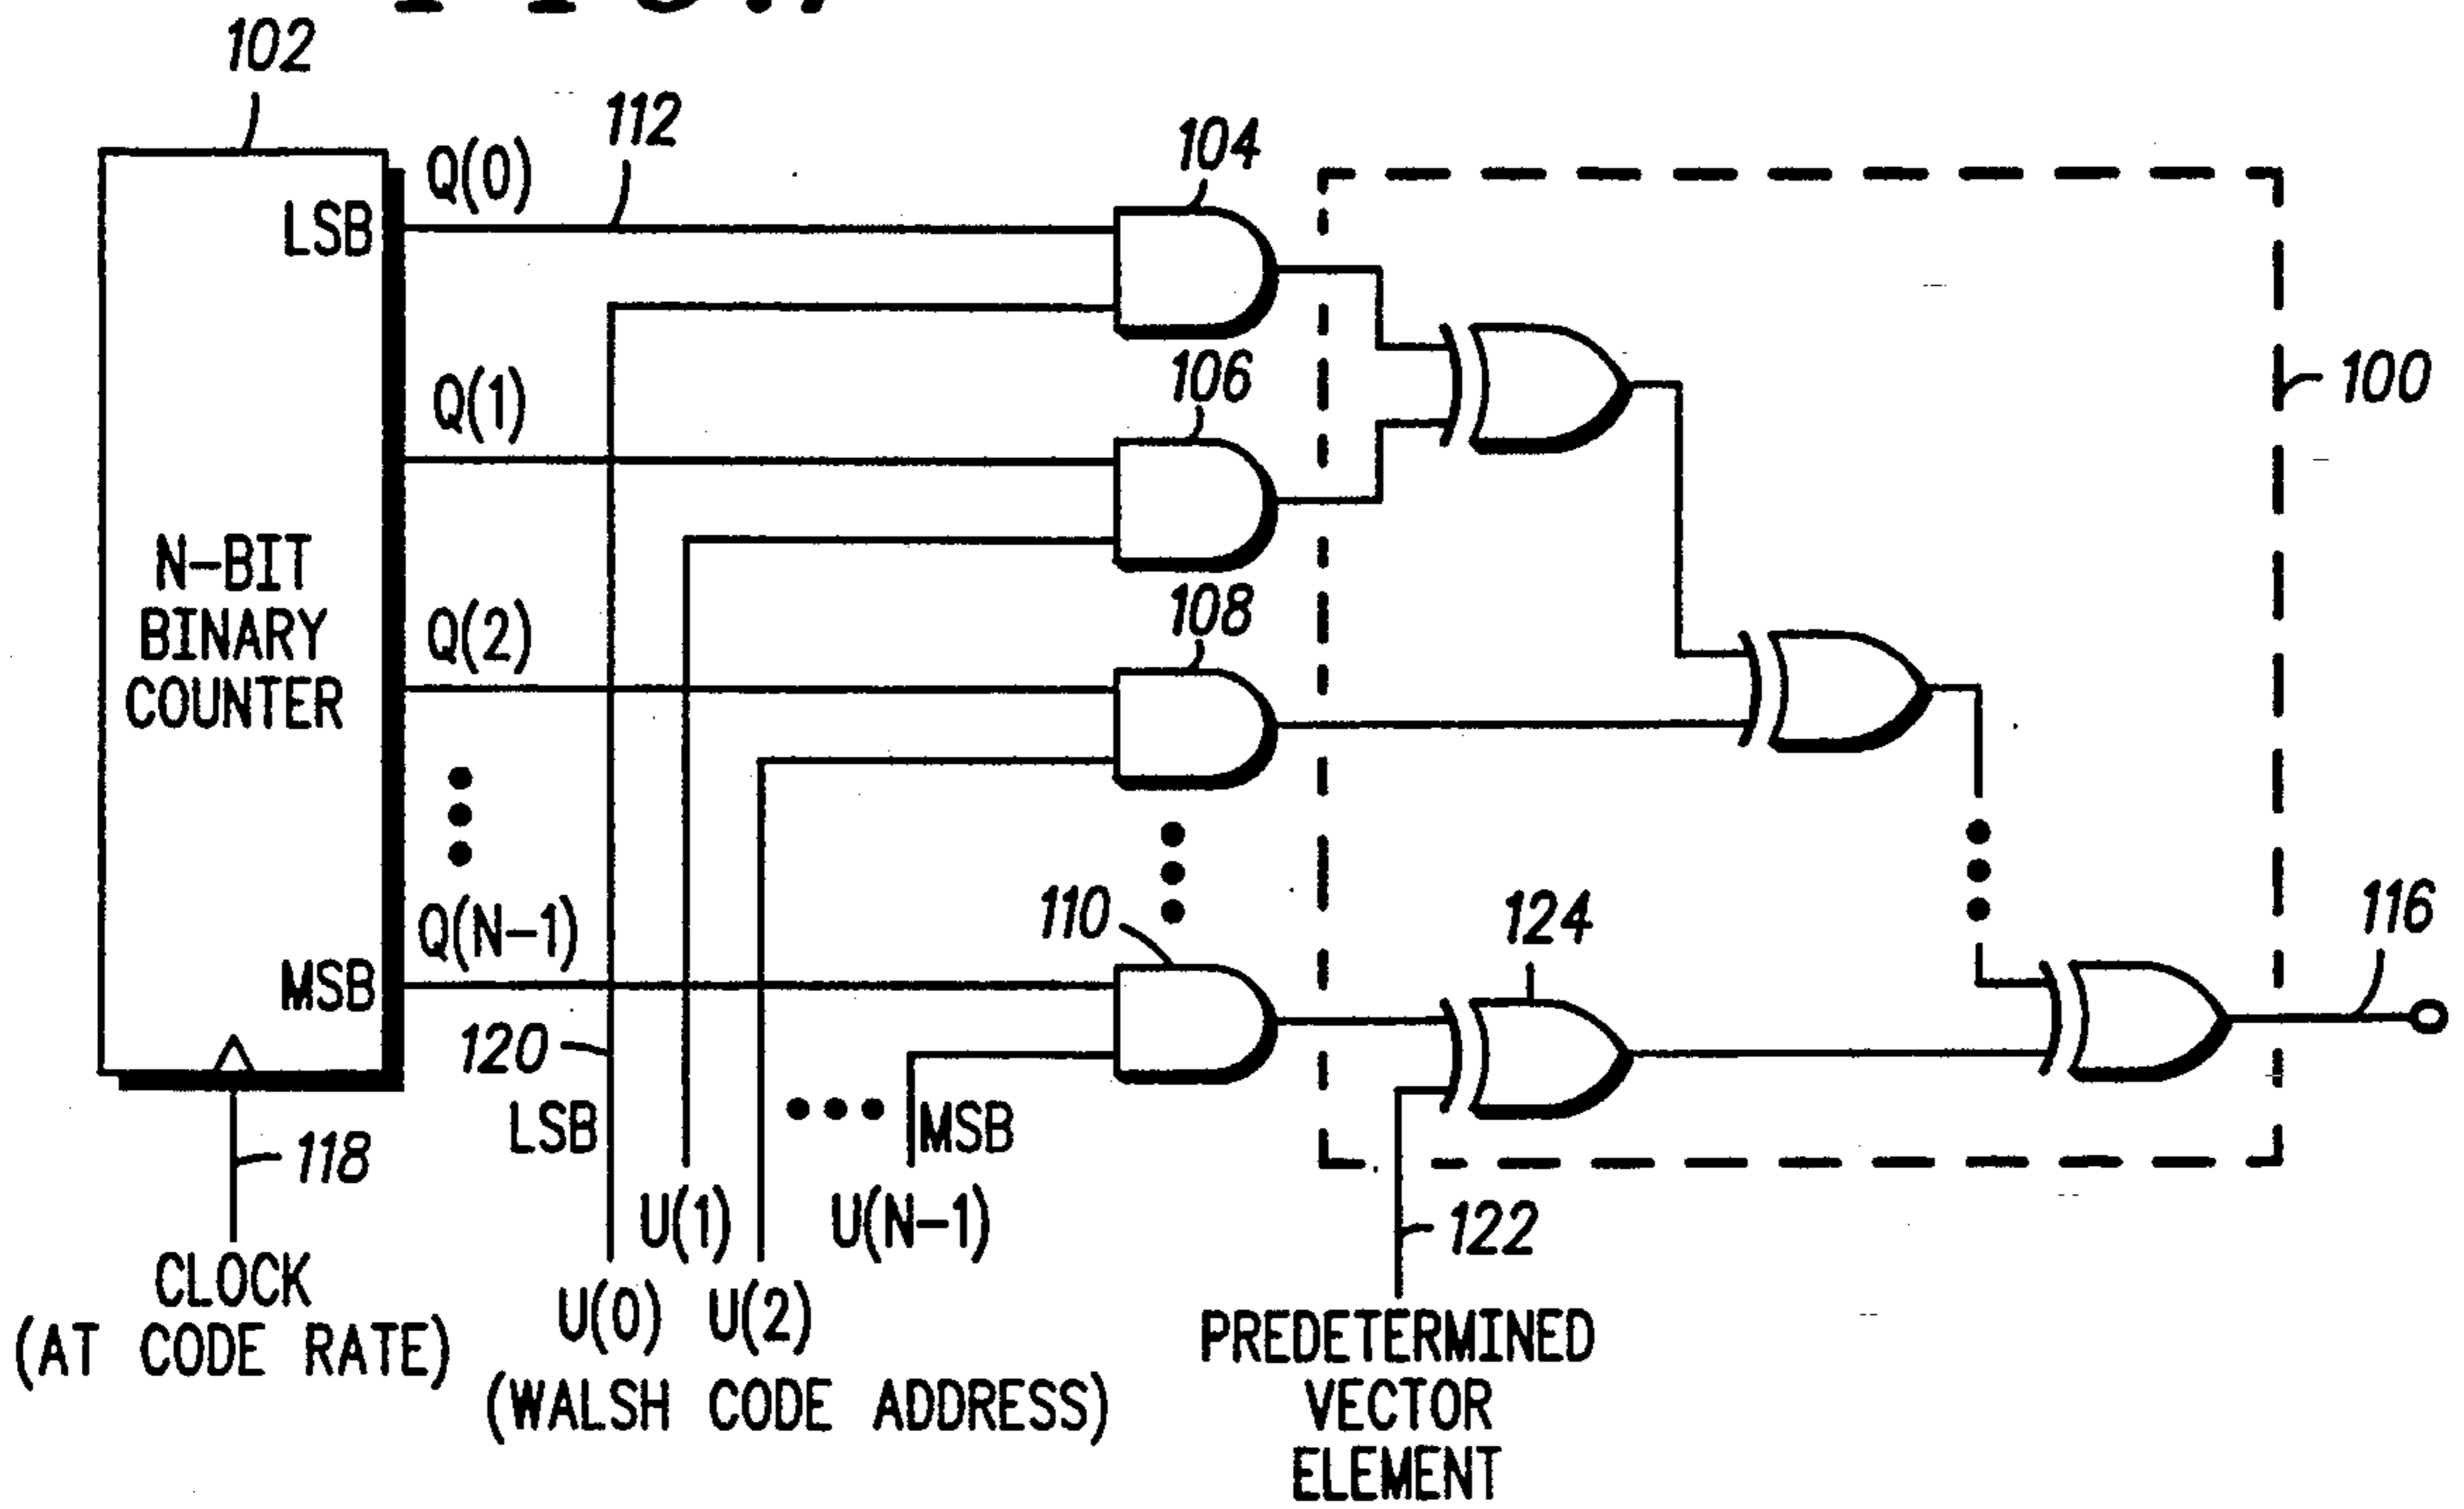 102
112
Q(0)
104
LSB
100
106
Q(1)
N-BIT
BINARY
COUNTER
108
Q(2)
Q(N-1)
110
124
116
MSB
120
LSB
MSB
118
U(1)
U(N-1)
122
CLOCK
(AT CODE RATE)
U(0)
U(2)
(WALSH CODE ADDRESS)
PREDETERMINED
VECTOR
ELEMENT